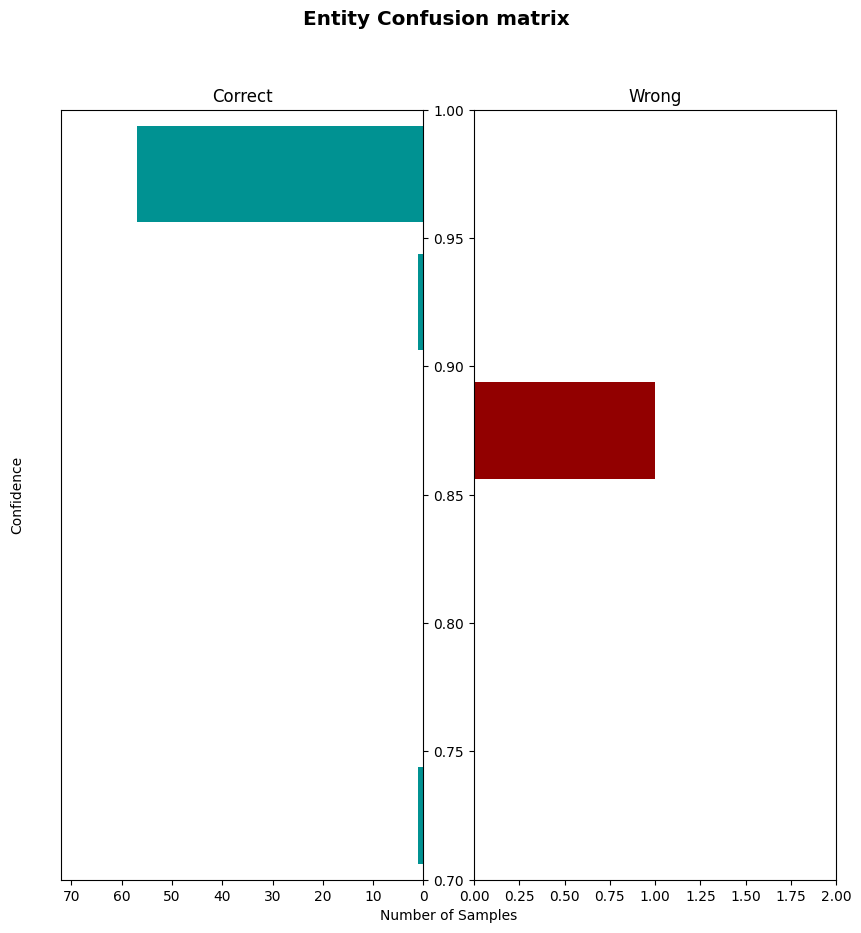 Entity Confusion matrix
Correct
Wrong
1.00
0.95
0.90
0.85
0.80
0.75
0.70
Confidence
70 60 50 40 30 20 10 0
0.00 0.25 0.50 0.75 1.00 1.25 1.50 1.75 2.00
Number of Samples